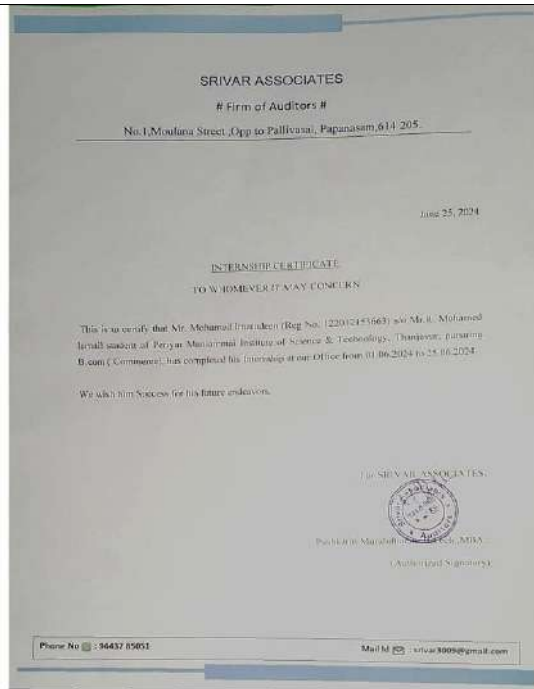 SRIVAR ASSOCIATES
# Firm of Auditors #
No.1,Moulana Street ,Opp to Pallivasal, Papanasam,614 205.
June 25, 2024
INTERNSHIP CERTIFICATE
TO WHOMEVER IT MAY CONCERN
This is to certify that Mr. Mohamed (Reg No. 122012153663) s/o Mr. Mohamed
Ismail student of Periyar Maniammai Institute of Science & Technology, Thanjavur, pursuing
B.com ( Commerce), has completed his Internship at our Office from 01.06.2024 to 25.06.2024.
We wish him Success for his future endeavors.
For SRIVAR ASSOCIATES,
Auditors
MBA.,
(Authorized Signatory)
Phone No : 94437 85051
Mail Id : srivar3009@gmail.com